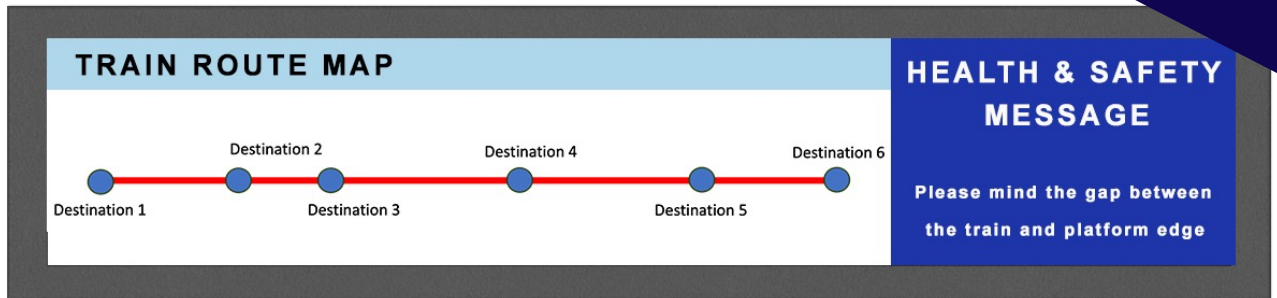 TRAIN ROUTE MAP
Destination 1
Destination 2
Destination 3
Destination 4
Destination 5
Destination 6
HEALTH & SAFETY
MESSAGE
Please mind the gap between
the train and platform edge